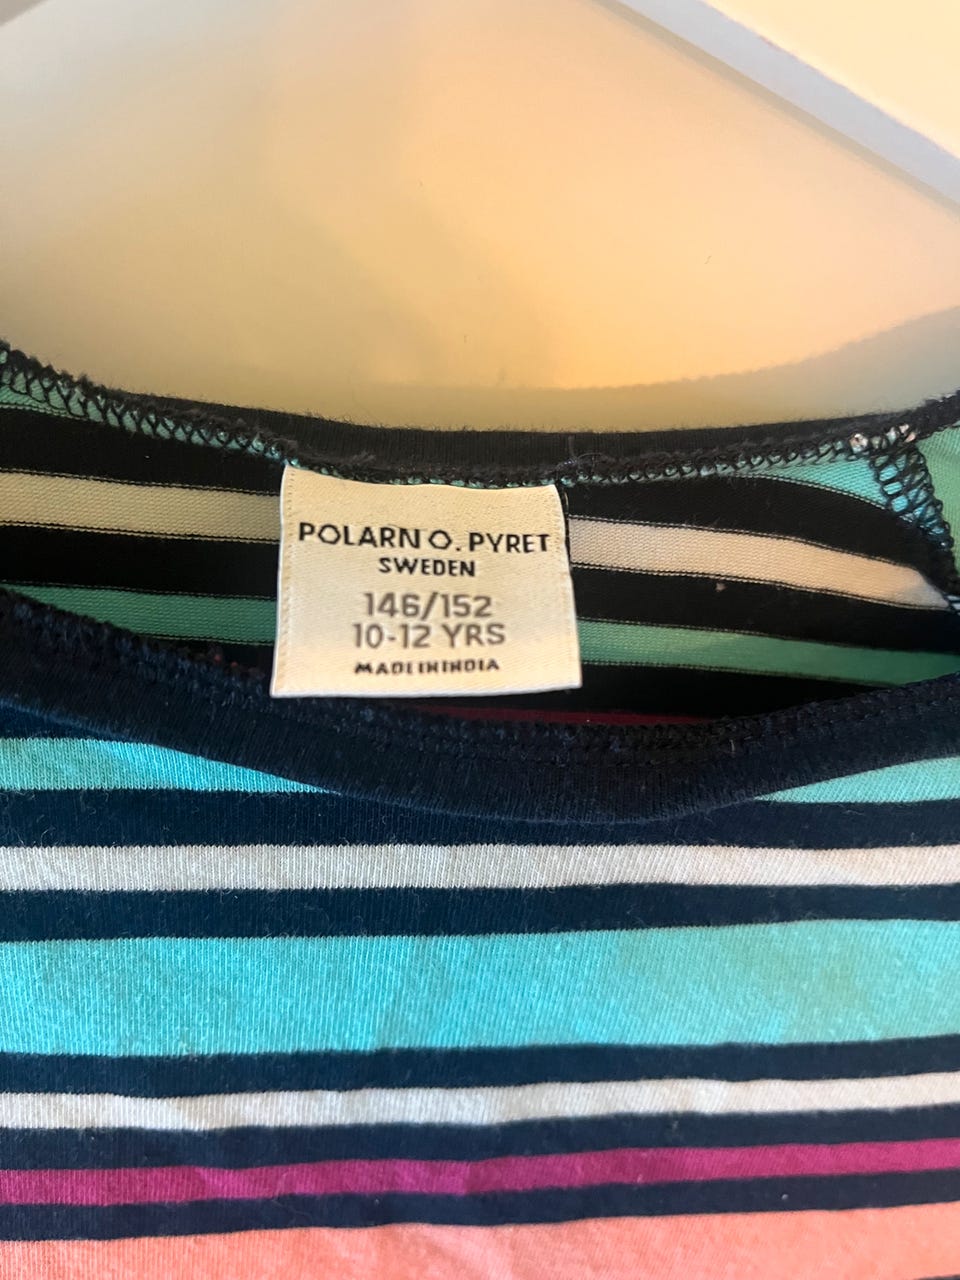 POLARN O. PYRET
SWEDEN
146/152
10-12 YRS
MADE IN INDIA